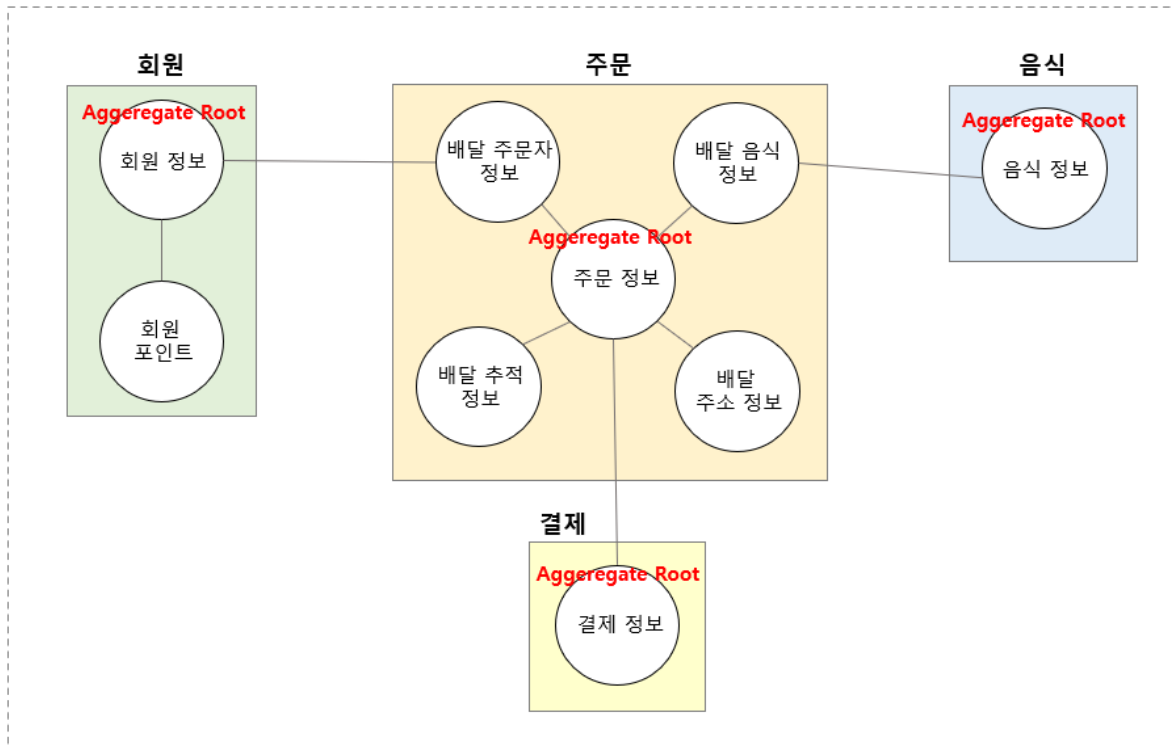 회원
주문
음식
Aggeregate Root
회원 정보
회원
포인트
배달 주문자
정보
배달 음식
정보
Aggeregate Root
주문 정보
배달 추적
정보
배달
주소 정보
Aggeregate Root
음식 정보
결제
Aggeregate Root
결제 정보